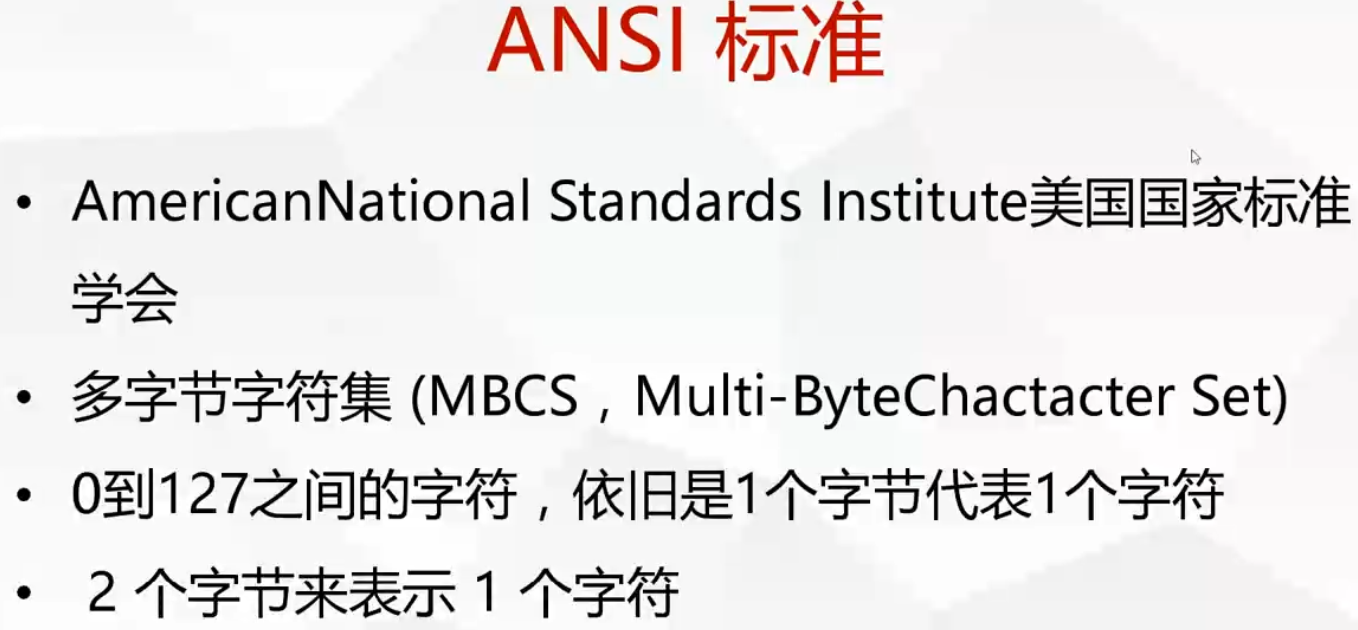 ANSI 标准
• AmericanNational Standards Institute美国国家标准
学会
• 多字节字符集 (MBCS，Multi-ByteChactacter Set)
• 0到127之间的字符，依旧是1个字节代表1个字符
• 2 个字节来表示 1 个字符